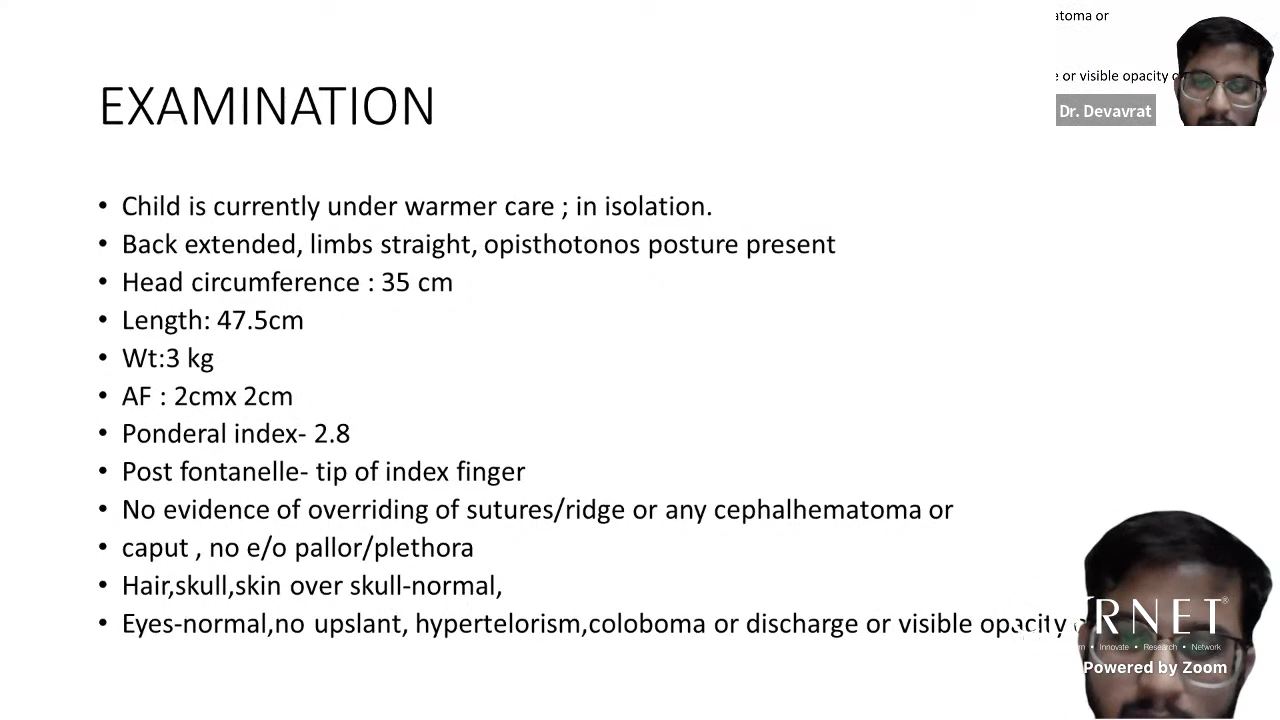 atoma or
e or visible opacity
Dr. Devavrat
EXAMINATION
• Child is currently under warmer care ; in isolation.
• Back extended, limbs straight, opisthotonos posture present
• Head circumference : 35 cm
• Length: 47.5cm
• Wt:3 kg
• AF : 2cmx 2cm
• Ponderal index- 2.8
• Post fontanelle- tip of index finger
• No evidence of overriding of sutures/ridge or any cephalhematoma or
• caput , no e/o pallor/plethora
• Hair,skull,skin over skull-normal,
• Eyes-normal,no upslant, hypertelorism,coloboma or discharge or visible opacity
RNET®
• Innovate • Research • Network
Powered by Zoom